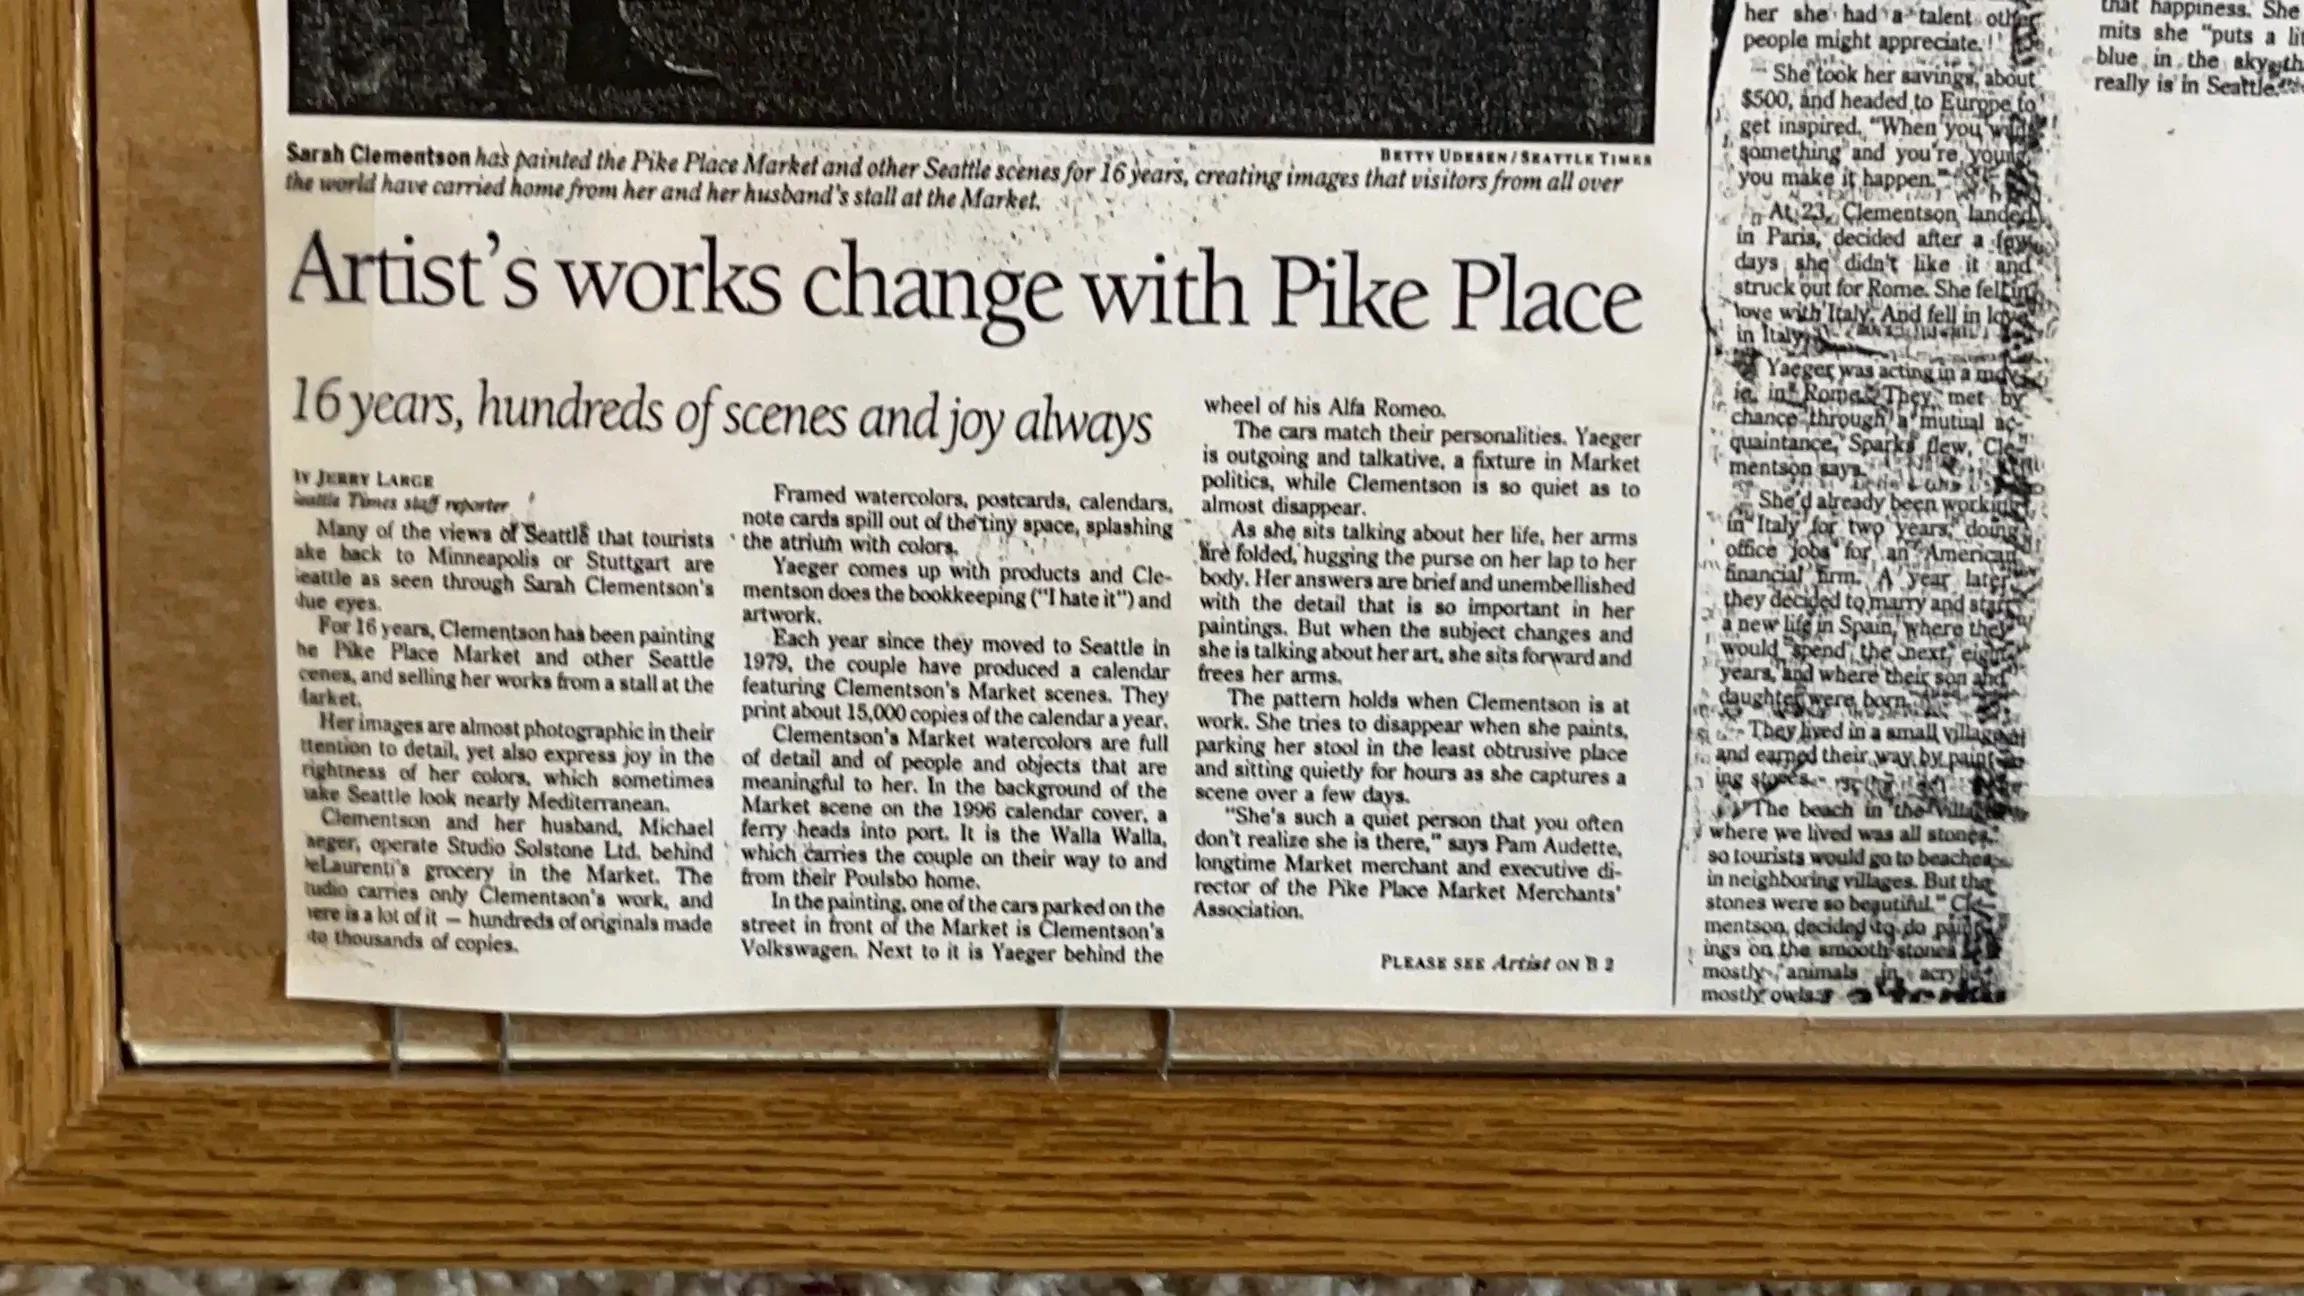 BETTY UDESEN/SEATTLE TIMES
Sarah Clementson has painted the Pike Place Market and other Seattle scenes for 16 years, creating images that visitors from all over
the world have carried home from her and her husband's stall at the Market.
Artist's works change with Pike Place
16 years, hundreds of scenes and joy always
BY JERRY LARGE
Seattle Times staff reporter
Many of the views of Seattle that tourists
ake back to Minneapolis or Stuttgart are
eattle as seen through Sarah Clementson's
lue eyes.
For 16 years, Clementson has been painting
he Pike Place Market and other Seattle
cenes, and selling her works from a stall at the
Market.
Her images are almost photographic in their
ttention to detail, yet also express joy in the
rightness of her colors, which sometimes
make Seattle look nearly Mediterranean.
Clementson and her husband, Michael
aeger, operate Studio Solstone Ltd. behind
eLaurenti's grocery in the Market. The
tudio carries only Clementson's work, and
here is a lot of it — hundreds of originals made
to thousands of copies.
Framed watercolors, postcards, calendars,
note cards spill out of the tiny space, splashing
the atrium with colors.
Yaeger comes up with products and Cle-
mentson does the bookkeeping ("I hate it") and
artwork.
Each year since they moved to Seattle in
1979, the couple have produced a calendar
featuring Clementson's Market scenes. They
print about 15,000 copies of the calendar a year.
Clementson's Market watercolors are full
of detail and of people and objects that are
meaningful to her. In the background of the
Market scene on the 1996 calendar cover, a
ferry heads into port. It is the Walla Walla,
which carries the couple on their way to and
from their Poulsbo home.
In the painting, one of the cars parked on the
street in front of the Market is Clementson's
Volkswagen. Next to it is Yaeger behind the
wheel of his Alfa Romeo.
The cars match their personalities. Yaeger
is outgoing and talkative, a fixture in Market
politics, while Clementson is so quiet as to
almost disappear.
As she sits talking about her life, her arms
are folded, hugging the purse on her lap to her
body. Her answers are brief and unembellished
with the detail that is so important in her
paintings. But when the subject changes and
she is talking about her art, she sits forward and
frees her arms.
The pattern holds when Clementson is at
work. She tries to disappear when she paints,
parking her stool in the least obtrusive place
and sitting quietly for hours as she captures a
scene over a few days.
"She's such a quiet person that you often
don't realize she is there," says Pam Audette,
longtime Market merchant and executive di-
rector of the Pike Place Market Merchants'
Association.
PLEASE SEE Artist ON B 2
her she had a talent other
people might appreciate.
She took her savings, about
$500, and headed to Europe to
get inspired. "When you
something and you're young
you make it happen."
At 23, Clementson landed
in Paris, decided after a few
days she didn't like it and
struck out for Rome. She fell in
love with Italy. And fell in love
in Italy.
Yaeger was acting in a mov-
ie in Rome. They met by
chance through a mutual ac-
quaintance. Sparks flew, Cle-
mentson says.
She'd already been working
in Italy for two years, doing
office jobs for an American
financial firm. A year later,
they decided to marry and start
a new life in Spain, where they
would spend the next eight
years, and where their son and
daughter were born.
They lived in a small village
and earned their way by paint-
ing stones.
"The beach in the village
where we lived was all stones,
so tourists would go to beaches
in neighboring villages. But the
stones were so beautiful." Cle-
mentson decided to do paint-
ings on the smooth stones
mostly animals in acrylic,
mostly owls.
that happiness. She
mits she "puts a lit
blue in the sky th
really is in Seattle."